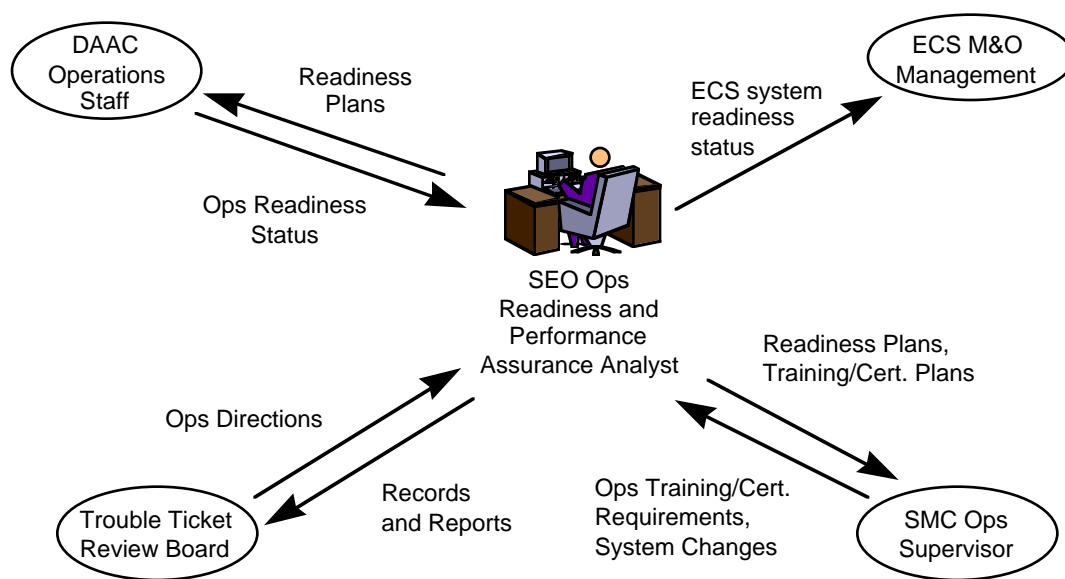 DAAC
Operations
Staff
Readiness
Plans
ECS M&O
Management
ECS system
readiness
status
Ops Readiness
Status
SEO Ops
Readiness and
Performance
Assurance Analyst
Readiness Plans,
Training/Cert. Plans
Ops Directions
Records
and Reports
Ops Training/Cert.
Requirements,
System Changes
Trouble Ticket
Review Board
SMC Ops
Supervisor